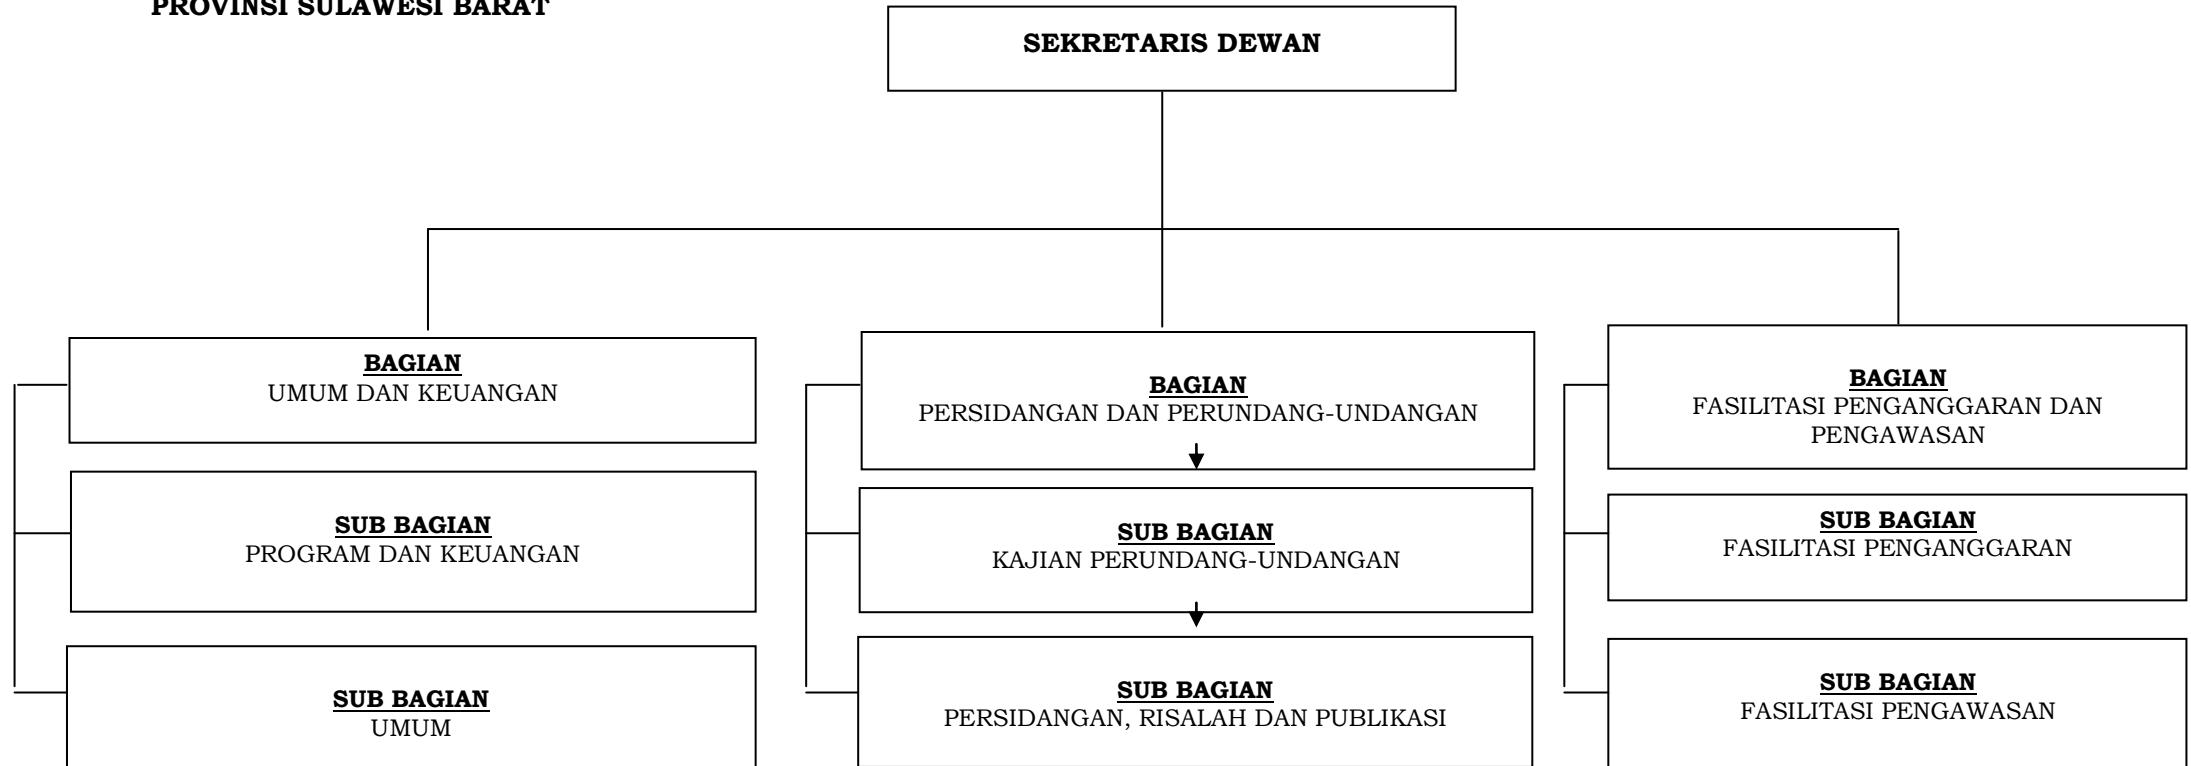 PROVINSI SULAWESI BARAT
SEKRETARIS DEWAN
BAGIAN
UMUM DAN KEUANGAN
SUB BAGIAN
PROGRAM DAN KEUANGAN
SUB BAGIAN
UMUM
BAGIAN
PERSIDANGAN DAN PERUNDANG-UNDANGAN
SUB BAGIAN
KAJIAN PERUNDANG-UNDANGAN
SUB BAGIAN
PERSIDANGAN, RISALAH DAN PUBLIKASI
BAGIAN
FASILITASI PENGANGGARAN DAN
PENGAWASAN
SUB BAGIAN
FASILITASI PENGANGGARAN
SUB BAGIAN
FASILITASI PENGAWASAN